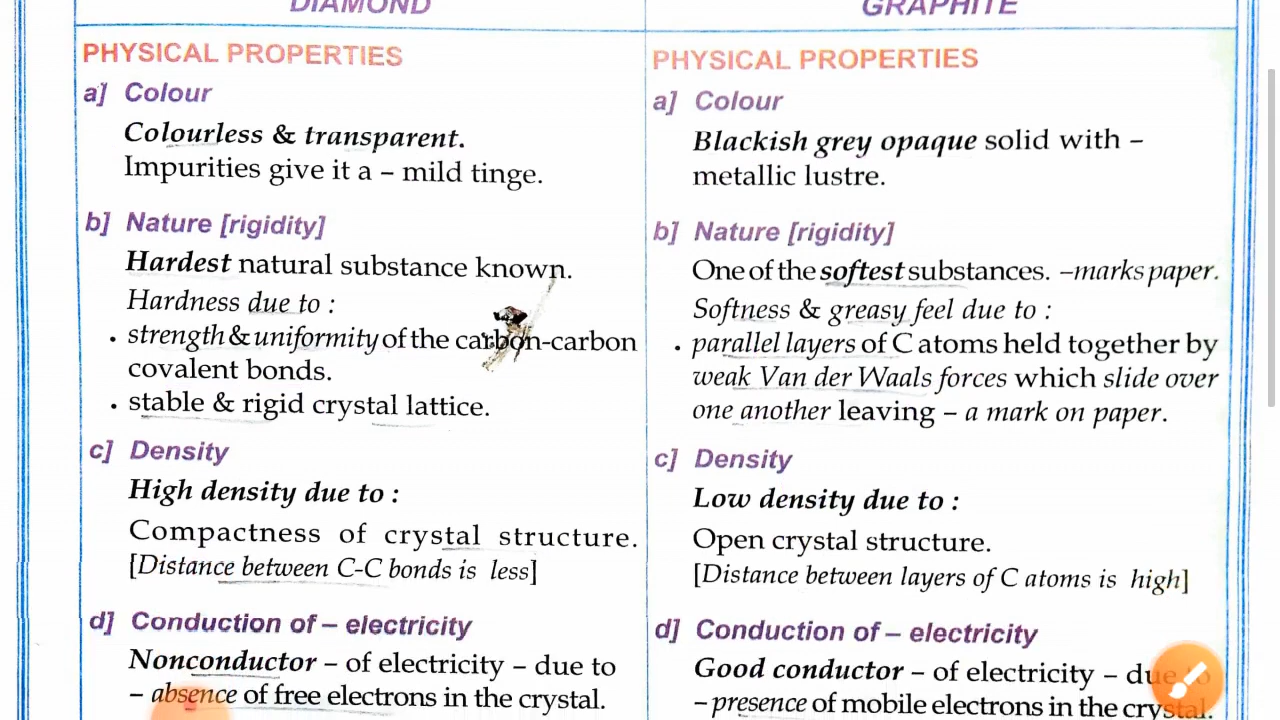 DIAMOND
PHYSICAL PROPERTIES
a] Colour
Colourless & transparent.
Impurities give it a – mild tinge.
b] Nature [rigidity]
Hardest natural substance known.
Hardness due to :
• strength & uniformity of the carbon-carbon
covalent bonds.
• stable & rigid crystal lattice.
c] Density
High density due to :
Compactness of crystal structure.
[Distance between C-C bonds is less]
d] Conduction of – electricity
Nonconductor – of electricity – due to
– absence of free electrons in the crystal.
GRAPHITE
PHYSICAL PROPERTIES
a] Colour
Blackish grey opaque solid with –
metallic lustre.
b] Nature [rigidity]
One of the softest substances. –marks paper.
Softness & greasy feel due to :
• parallel layers of C atoms held together by
weak Van der Waals forces which slide over
one another leaving – a mark on paper.
c] Density
Low density due to :
Open crystal structure.
[Distance between layers of C atoms is high]
d] Conduction of – electricity
Good conductor – of electricity – due to
– presence of mobile electrons in the crystal.